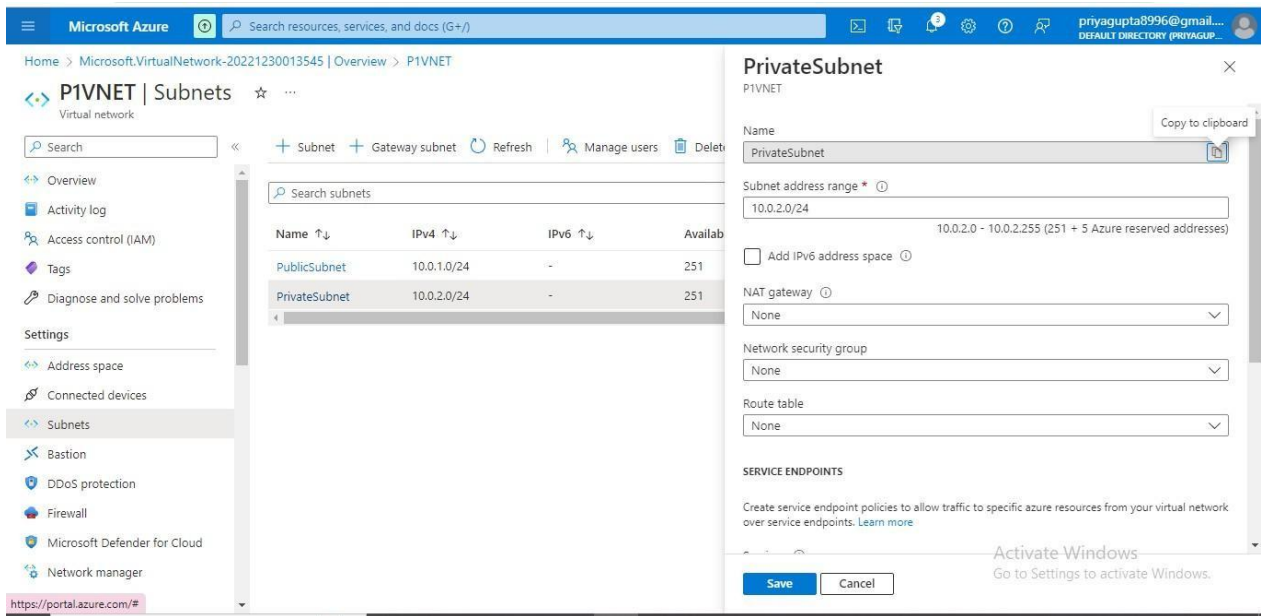 Microsoft Azure
Search resources, services, and docs (G+/)
3
priyagupta8996@gmail....
DEFAULT DIRECTORY (PRIYAGUP...
Home > Microsoft.VirtualNetwork-20221230013545 | Overview > P1VNET
P1VNET | Subnets
Virtual network
Search
Overview
Activity log
Access control (IAM)
Tags
Diagnose and solve problems
Settings
Address space
Connected devices
Subnets
Bastion
DDoS protection
Firewall
Microsoft Defender for Cloud
Network manager
https://portal.azure.com/#
+ Subnet + Gateway subnet Refresh | Manage users Delet
Search subnets
Name ↑↓ IPv4 ↑↓ IPv6 ↑↓ Availab
PublicSubnet 10.0.1.0/24 - 251
PrivateSubnet 10.0.2.0/24 - 251
PrivateSubnet
P1VNET
Copy to clipboard
Name
PrivateSubnet
Subnet address range *
10.0.2.0/24
10.0.2.0 - 10.0.2.255 (251 + 5 Azure reserved addresses)
Add IPv6 address space
NAT gateway
None
Network security group
None
Route table
None
SERVICE ENDPOINTS
Create service endpoint policies to allow traffic to specific azure resources from your virtual network
over service endpoints. Learn more
Activate Windows
Go to Settings to activate Windows.
Save Cancel